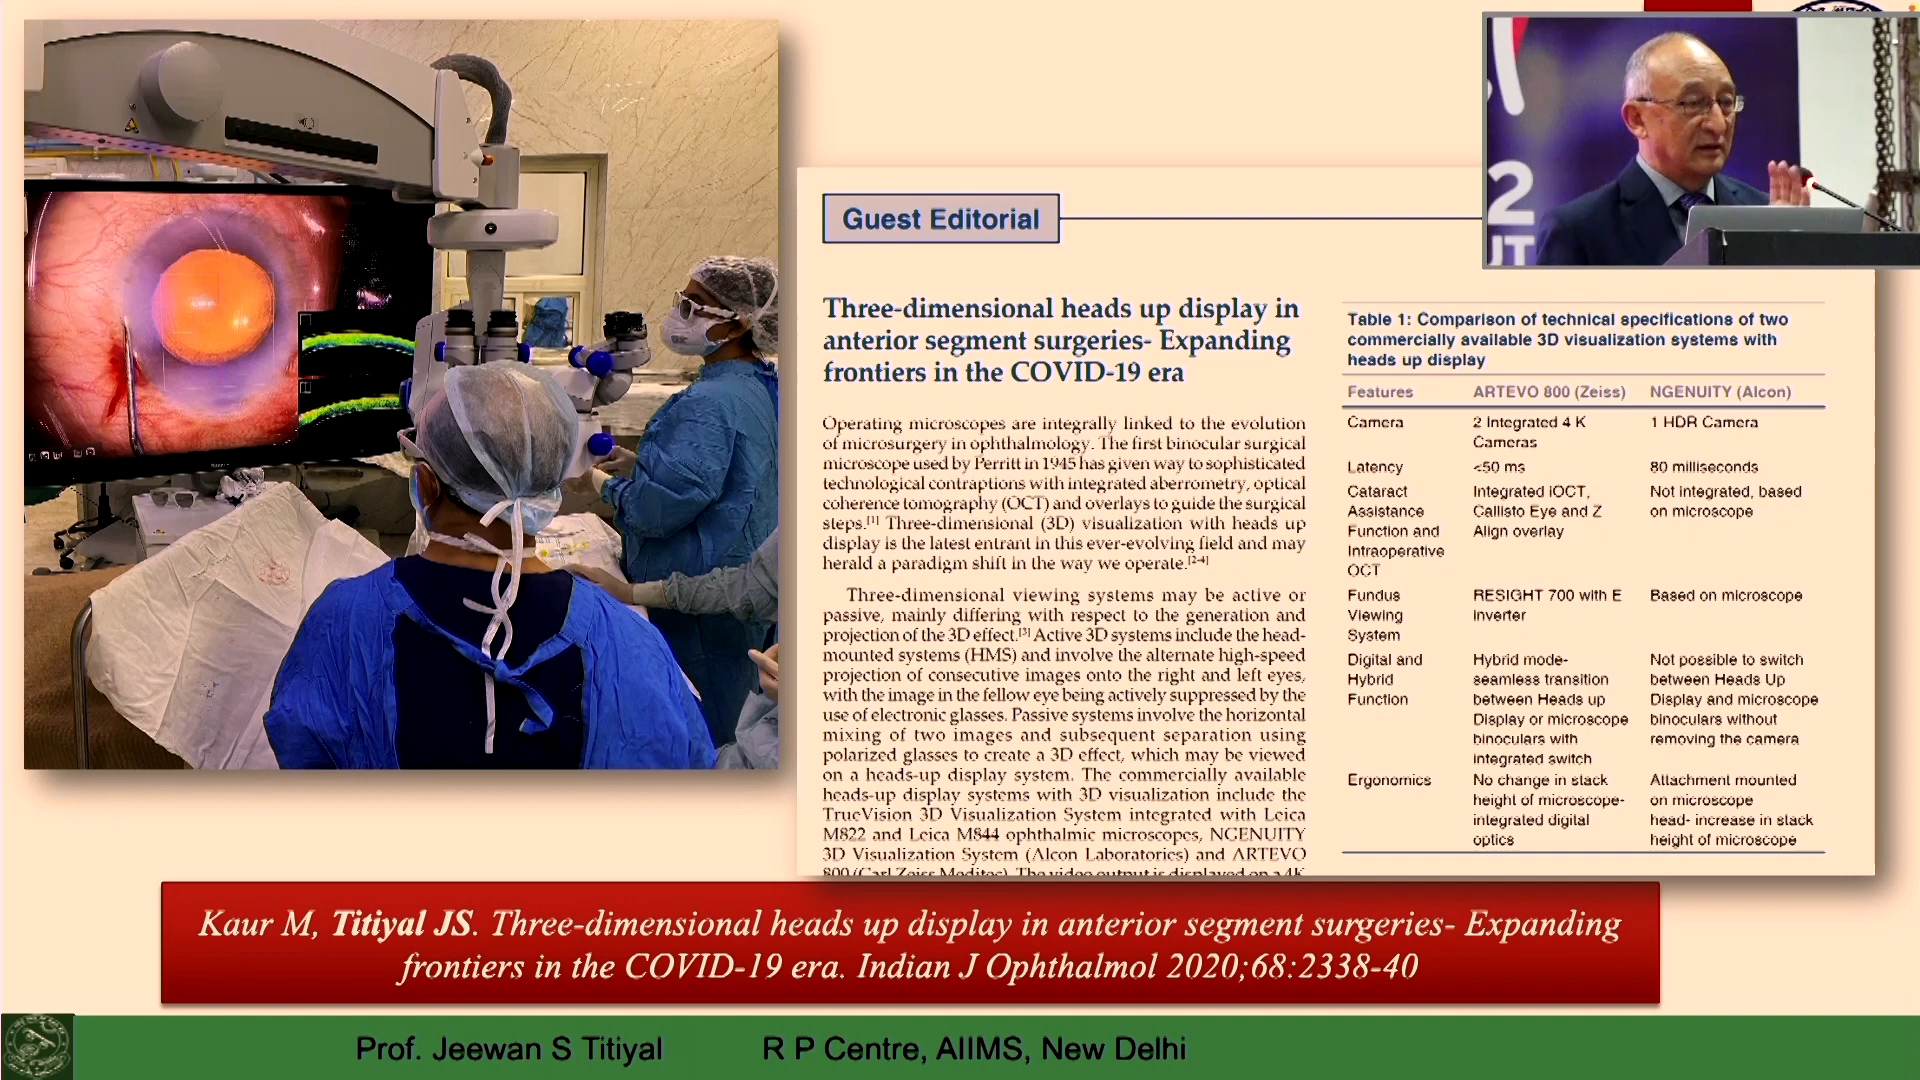 Guest Editorial
Three-dimensional heads up display in
anterior segment surgeries- Expanding
frontiers in the COVID-19 era
Operating microscopes are integrally linked to the evolution
of microsurgery in ophthalmology. The first binocular surgical
microscope used by Perritt in 1945 has given way to sophisticated
technological contraptions with integrated aberrometry, optical
coherence tomography (OCT) and overlays to guide the surgical
steps.[1] Three-dimensional (3D) visualization with heads up
display is the latest entrant in this ever-evolving field and may
herald a paradigm shift in the way we operate.[2-4]
Three-dimensional viewing systems may be active or
passive, mainly differing with respect to the generation and
projection of the 3D effect.[3] Active 3D systems include the head-
mounted systems (HMS) and involve the alternate high-speed
projection of consecutive images onto the right and left eyes,
with the image in the fellow eye being actively suppressed by the
use of electronic glasses. Passive systems involve the horizontal
mixing of two images and subsequent separation using
polarized glasses to create a 3D effect, which may be viewed
on a heads-up display system. The commercially available
heads-up display systems with 3D visualization include the
TrueVision 3D Visualization System integrated with Leica
M822 and Leica M844 ophthalmic microscopes, NGENUITY
3D Visualization System (Alcon Laboratories) and ARTEVO
800 (Carl Zeiss Meditec). The video output is displayed on a 4K
Table 1: Comparison of technical specifications of two
commercially available 3D visualization systems with
heads up display
Features ARTEVO 800 (Zeiss) NGENUITY (Alcon)
Camera 2 Integrated 4 K 1 HDR Camera
Cameras
Latency <50 ms 80 milliseconds
Cataract Integrated iOCT, Not integrated, based
Assistance Callisto Eye and Z on microscope
Function and Align overlay
Intraoperative
OCT
Fundus RESIGHT 700 with E Based on microscope
Viewing inverter
System
Digital and Hybrid mode- Not possible to switch
Hybrid seamless transition between Heads Up
Function between Heads up Display and microscope
Display or microscope binoculars without
binoculars with removing the camera
integrated switch
Ergonomics No change in stack Attachment mounted
height of microscope- on microscope
integrated digital head- increase in stack
optics height of microscope
Kaur M, Titiyal JS. Three-dimensional heads up display in anterior segment surgeries- Expanding
frontiers in the COVID-19 era. Indian J Ophthalmol 2020;68:2338-40
Prof. Jeewan S Titiyal R P Centre, AIIMS, New Delhi